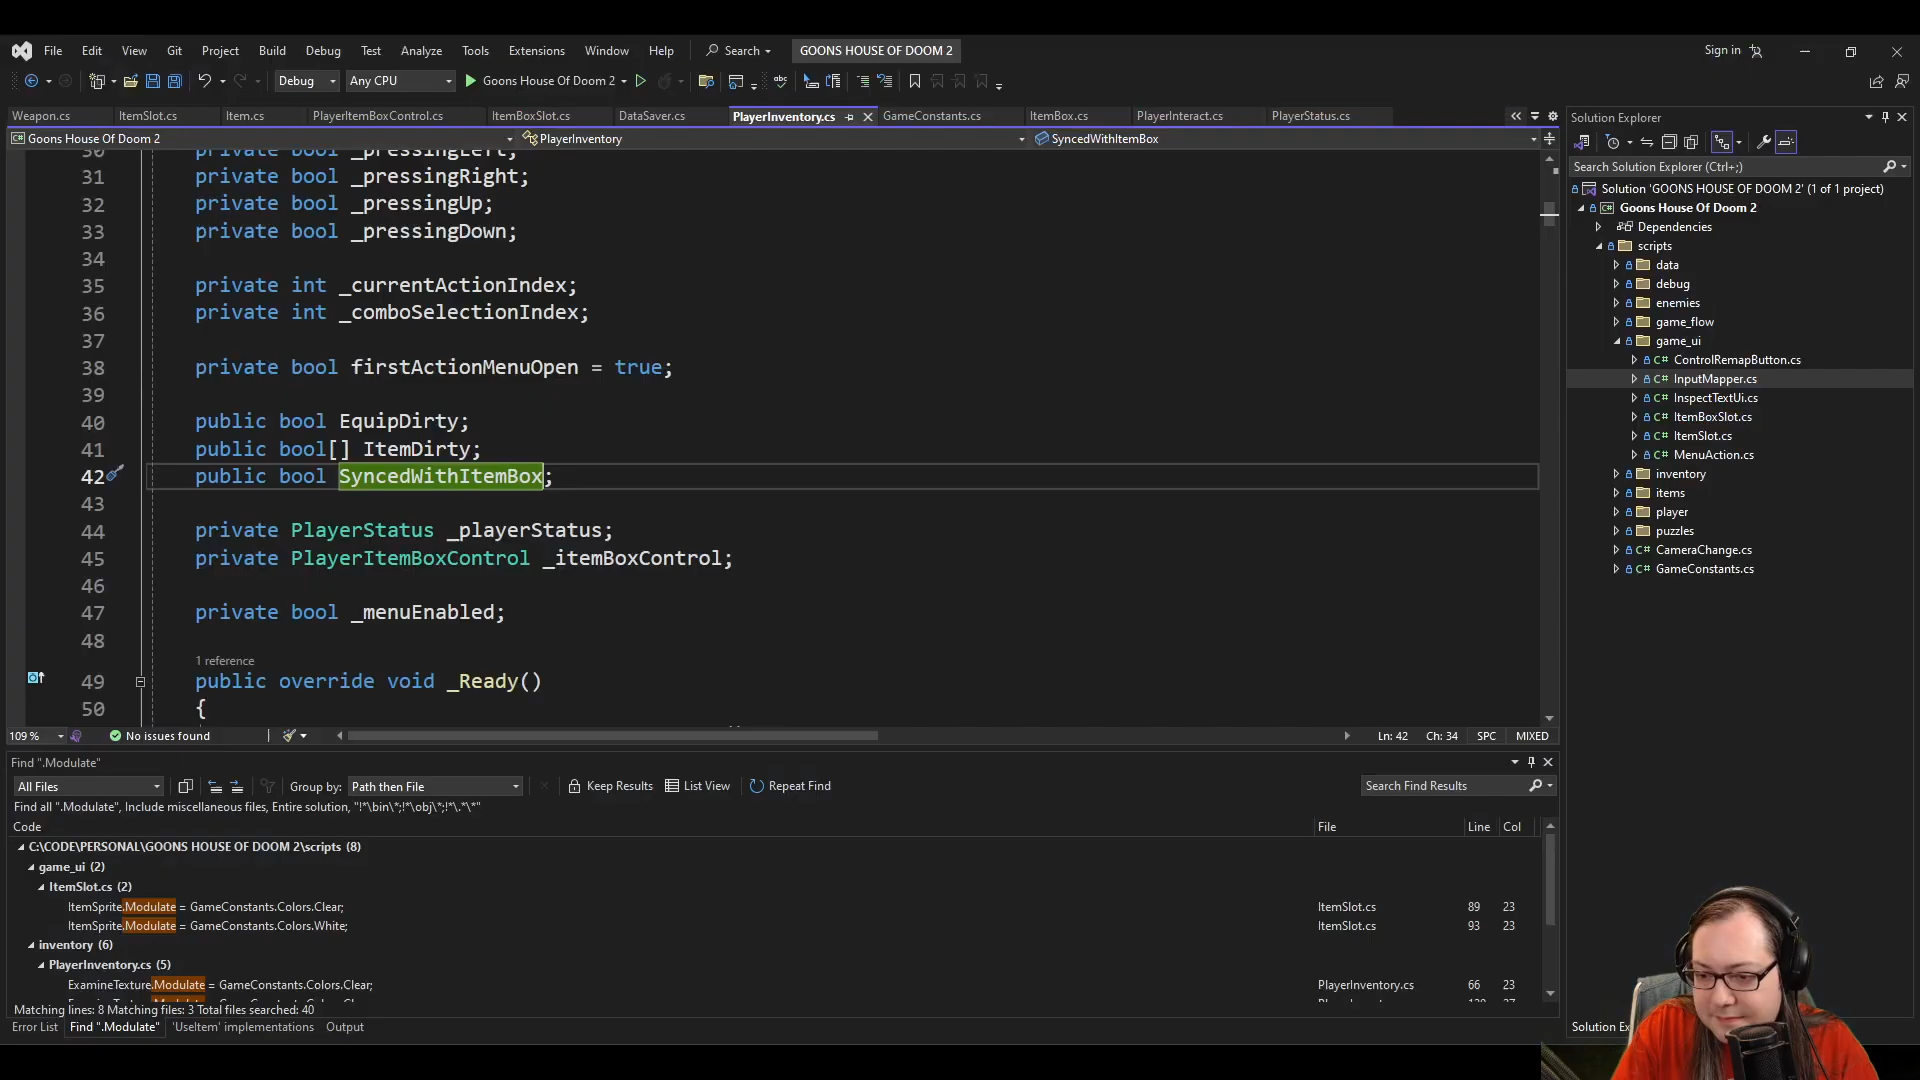 File Edit View Git Project Build Debug Test Analyze Tools Extensions Window Help Search GOONS HOUSE OF DOOM 2 Sign in
Debug Any CPU Goons House Of Doom 2
Weapon.cs ItemSlot.cs Item.cs PlayerItemBoxControl.cs ItemBoxSlot.cs DataSaver.cs PlayerInventory.cs GameConstants.cs ItemBox.cs PlayerInteract.cs PlayerStatus.cs
Goons House Of Doom 2 PlayerInventory SyncedWithItemBox
30 private bool _pressingLeft;
31 private bool _pressingRight;
32 private bool _pressingUp;
33 private bool _pressingDown;
34
35 private int _currentActionIndex;
36 private int _comboSelectionIndex;
37
38 private bool firstActionMenuOpen = true;
39
40 public bool EquipDirty;
41 public bool[] ItemDirty;
42 public bool SyncedWithItemBox;
43
44 private PlayerStatus _playerStatus;
45 private PlayerItemBoxControl _itemBoxControl;
46
47 private bool _menuEnabled;
48
1 reference
49 public override void _Ready()
50 {
109 % No issues found Ln: 42 Ch: 34 SPC MIXED
Find ".Modulate"
All Files Group by: Path then File Keep Results List View Repeat Find Search Find Results
Find all ".Modulate", Include miscellaneous files, Entire solution, "!*\bin\*;!*\obj\*;!*\.*\*"
Code File Line Col
C:\CODE\PERSONAL\GOONS HOUSE OF DOOM 2\scripts (8)
game_ui (2)
ItemSlot.cs (2)
ItemSprite.Modulate = GameConstants.Colors.Clear; ItemSlot.cs 89 23
ItemSprite.Modulate = GameConstants.Colors.White; ItemSlot.cs 93 23
inventory (6)
PlayerInventory.cs (5)
ExamineTexture.Modulate = GameConstants.Colors.Clear; PlayerInventory.cs 66 23
Matching lines: 8 Matching files: 3 Total files searched: 40
Error List Find ".Modulate" 'UseItem' implementations Output
Solution Explorer
Search Solution Explorer (Ctrl+;)
Solution 'GOONS HOUSE OF DOOM 2' (1 of 1 project)
Goons House Of Doom 2
Dependencies
scripts
data
debug
enemies
game_flow
game_ui
C# ControlRemapButton.cs
C# InputMapper.cs
C# InspectTextUi.cs
C# ItemBoxSlot.cs
C# ItemSlot.cs
C# MenuAction.cs
inventory
items
player
puzzles
C# CameraChange.cs
C# GameConstants.cs
Solution Ex